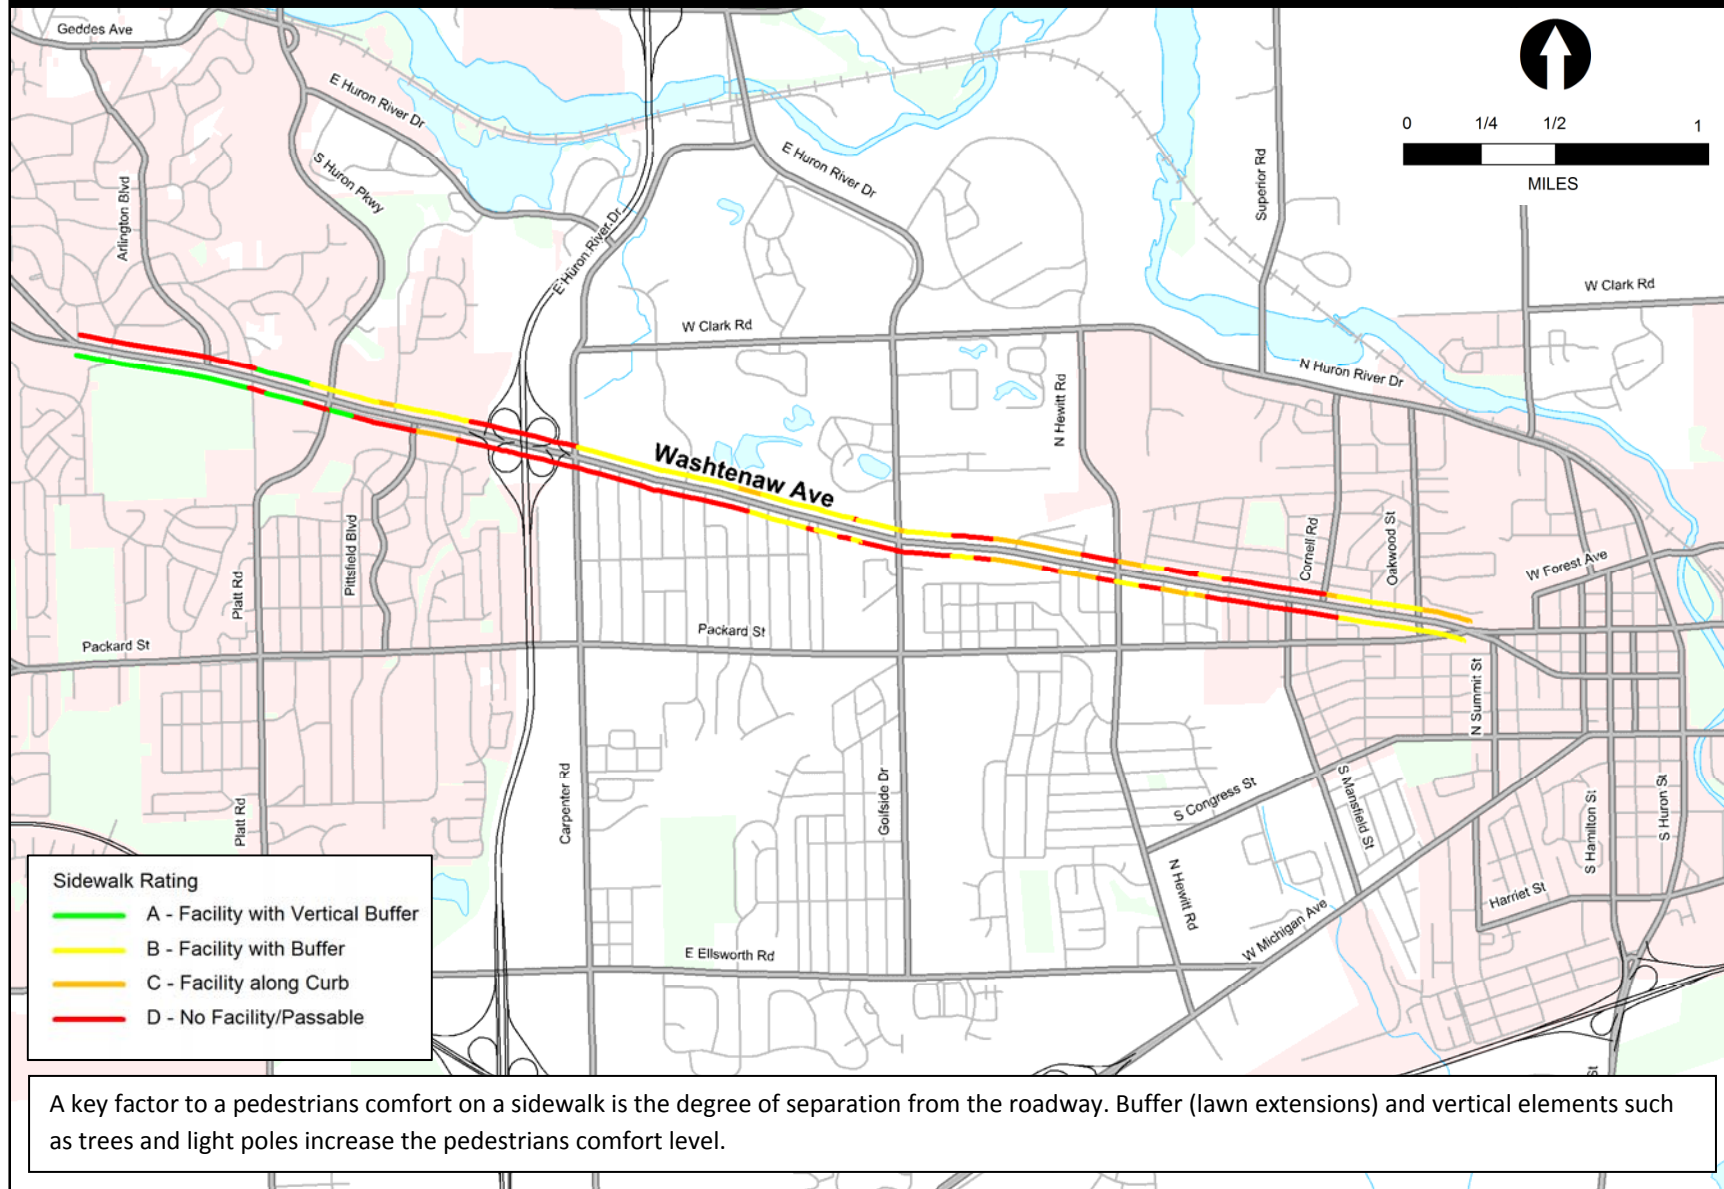 Geddes Ave
E Huron River Dr
S Huron Pkwy
Arlington Blvd
E Huron River Dr
E Huron River Dr
Superior Rd
0 1/4 1/2 1
MILES
W Clark Rd
W Clark Rd
N Huron River Dr
N Hewitt Rd
Washtenaw Ave
Cornell Rd
Oakwood St
W Forest Ave
Platt Rd
Pittsfield Blvd
Packard St
Packard St
N Summit St
Platt Rd
Carpenter Rd
Golfside Dr
S Congress St
S Mansfield St
S Hamilton St
S Huron St
N Hewitt Rd
Harriet St
W Michigan Ave
E Ellsworth Rd
St
Sidewalk Rating
A - Facility with Vertical Buffer
B - Facility with Buffer
C - Facility along Curb
D - No Facility/Passable
A key factor to a pedestrians comfort on a sidewalk is the degree of separation from the roadway. Buffer (lawn extensions) and vertical elements such
as trees and light poles increase the pedestrians comfort level.